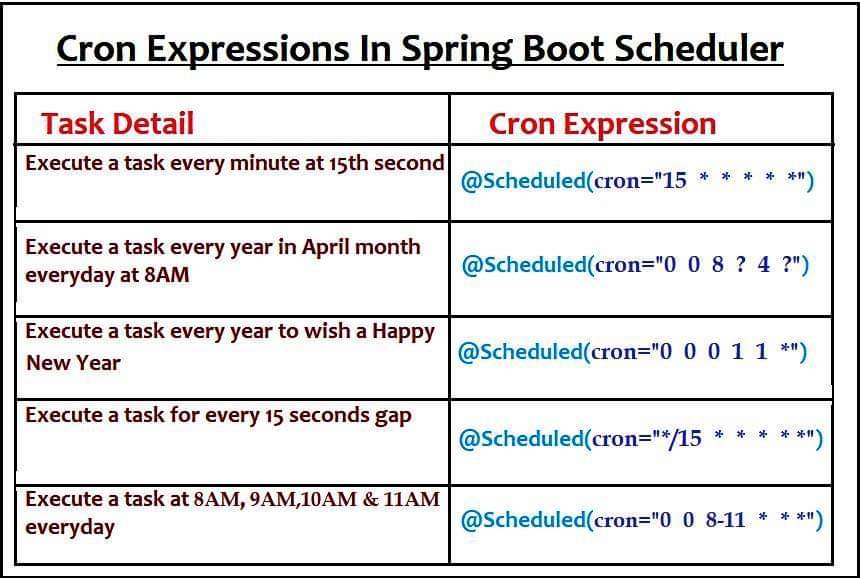 Cron Expressions In Spring Boot Scheduler
Task Detail
Cron Expression
Execute a task every minute at 15th second
@Scheduled(cron="15 * * * * *")
Execute a task every year in April month
everyday at 8AM
@Scheduled(cron="0 0 8 ? 4 ?")
Execute a task every year to wish a Happy
New Year
@Scheduled(cron="0 0 0 1 1 *")
Execute a task for every 15 seconds gap
@Scheduled(cron="*/15 * * * * *")
Execute a task at 8AM, 9AM,10AM & 11AM
everyday
@Scheduled(cron="0 0 8-11 * * *")